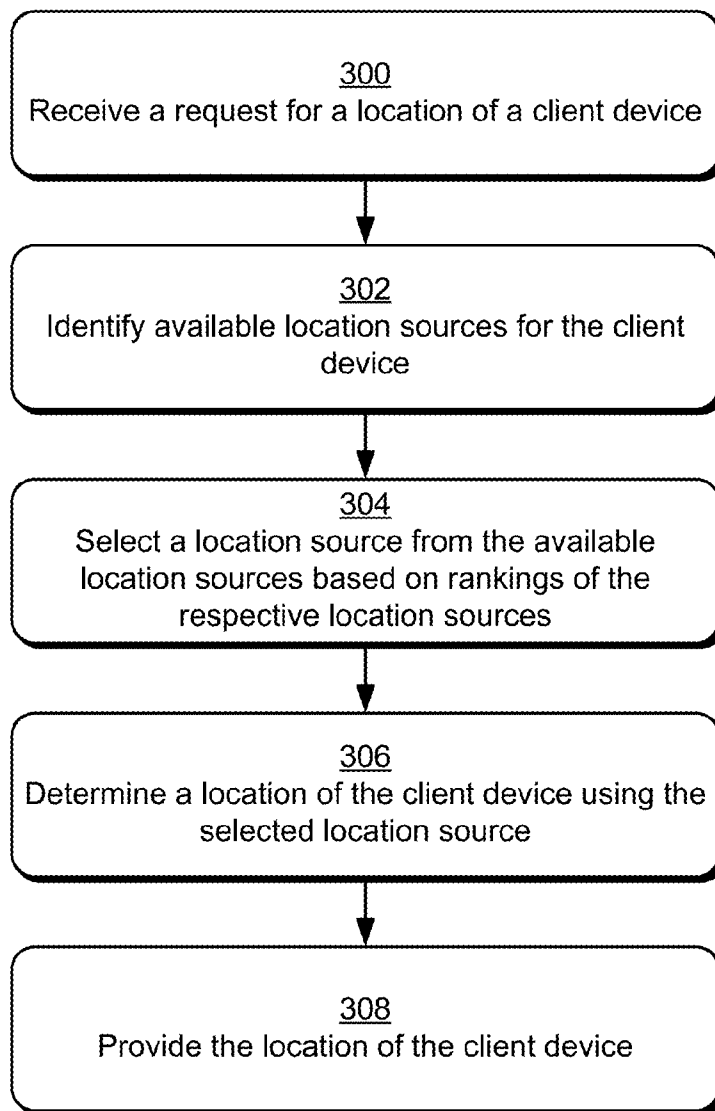 300
Receive a request for a location of a client device
302
Identify available location sources for the client
device
304
Select a location source from the available
location sources based on rankings of the
respective location sources
306
Determine a location of the client device using the
selected location source
308
Provide the location of the client device